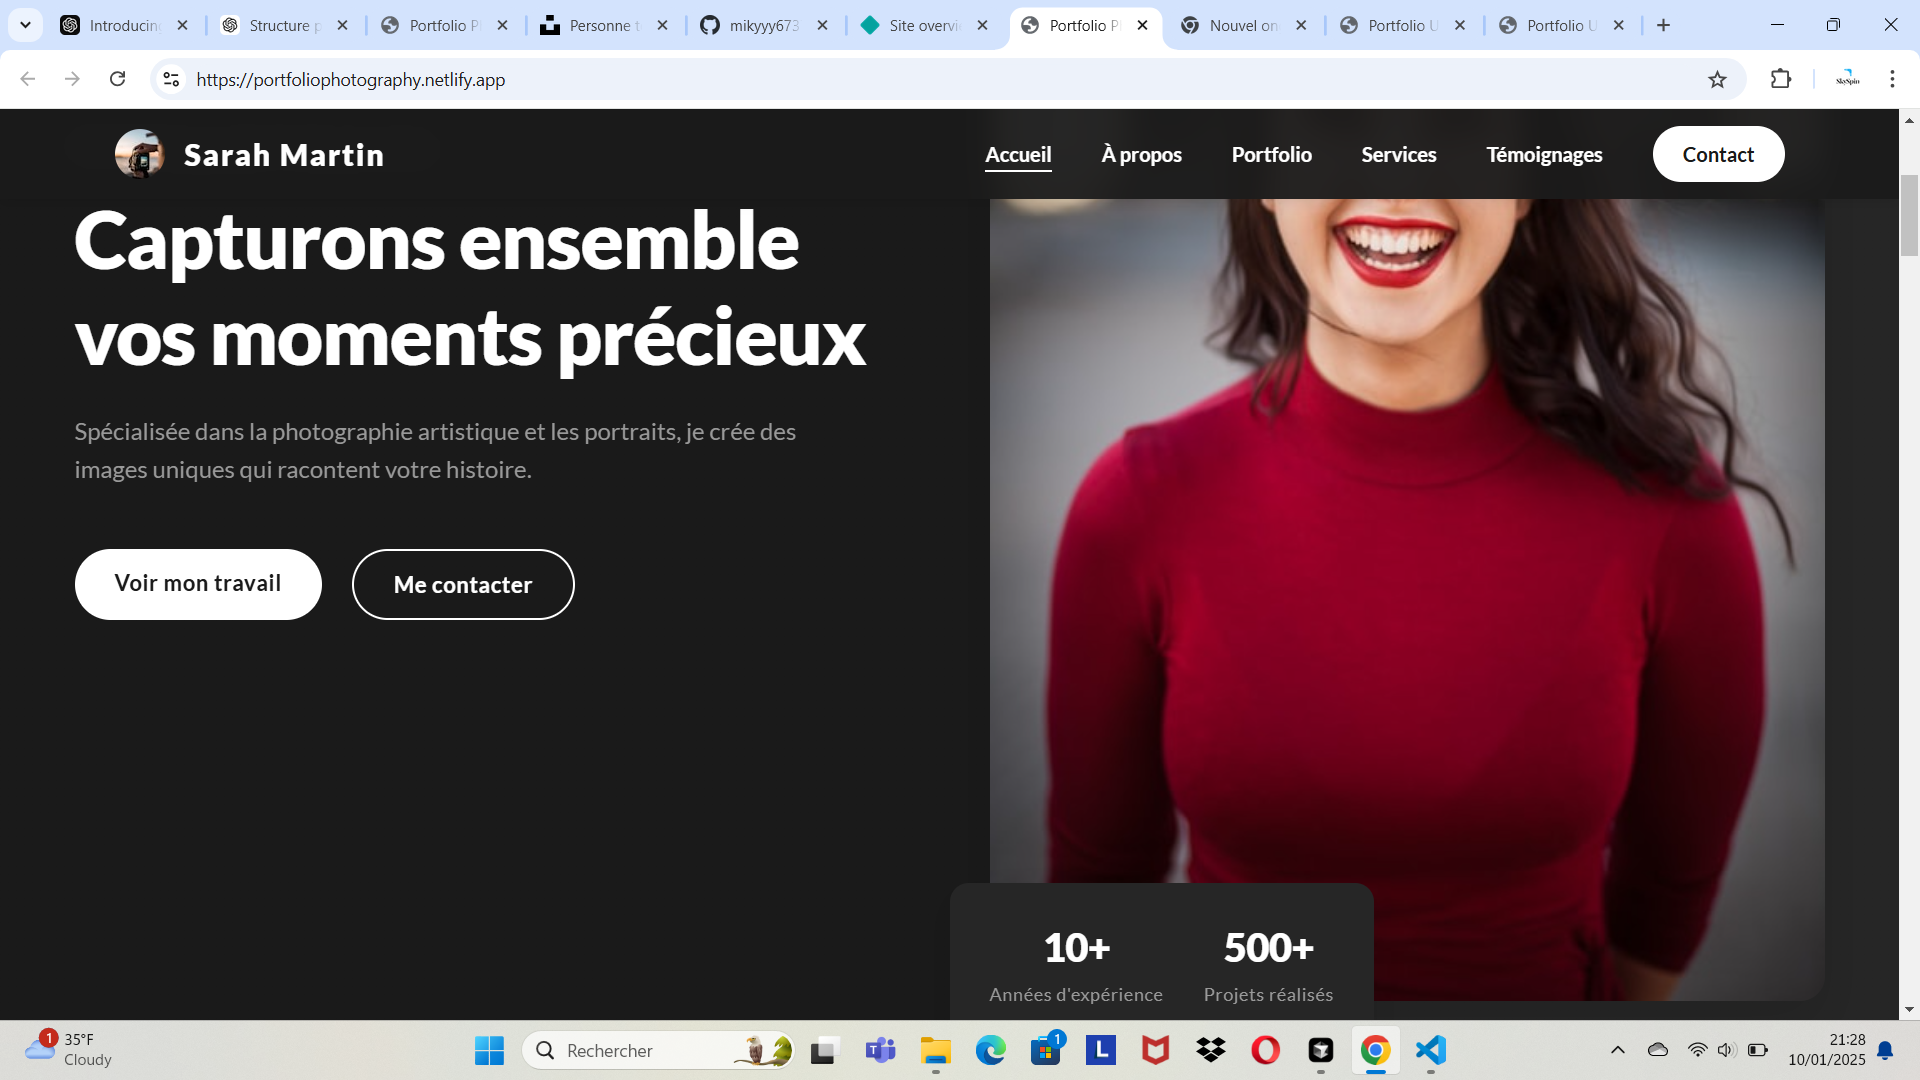 Introducing
Structure p
Portfolio P
Personne t
mikyyy673
Site overvi
Portfolio P
Nouvel on
Portfolio U
Portfolio U
https://portfoliophotography.netlify.app
SkySpin
Sarah Martin
Accueil
À propos
Portfolio
Services
Témoignages
Contact
Capturons ensemble
vos moments précieux
Spécialisée dans la photographie artistique et les portraits, je crée des
images uniques qui racontent votre histoire.
Voir mon travail
Me contacter
10+
500+
Années d'expérience
Projets réalisés
1
35°F
Cloudy
Rechercher
1
L
21:28
10/01/2025